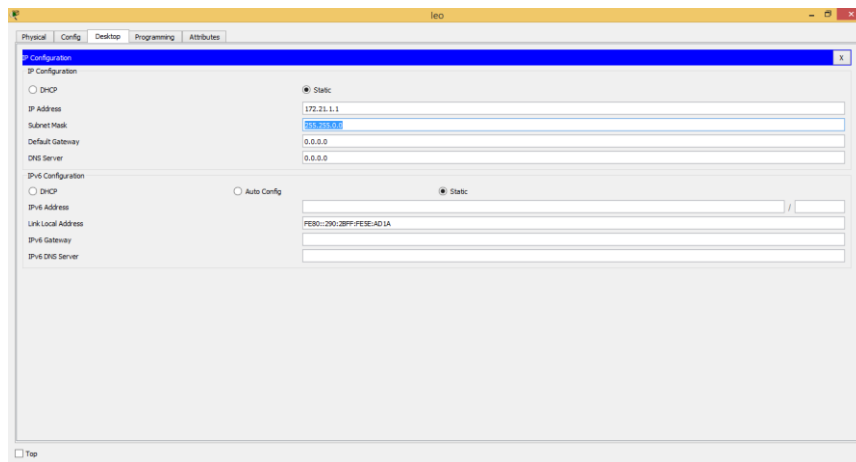 leo
Physical Config Desktop Programming Attributes
IP Configuration X
IP Configuration
DHCP Static
IP Address 172.21.1.1
Subnet Mask 255.255.0.0
Default Gateway 0.0.0.0
DNS Server 0.0.0.0
IPv6 Configuration
DHCP Auto Config Static
IPv6 Address /
Link Local Address FE80::290:2BFF:FE5E:AD1A
IPv6 Gateway
IPv6 DNS Server
Top